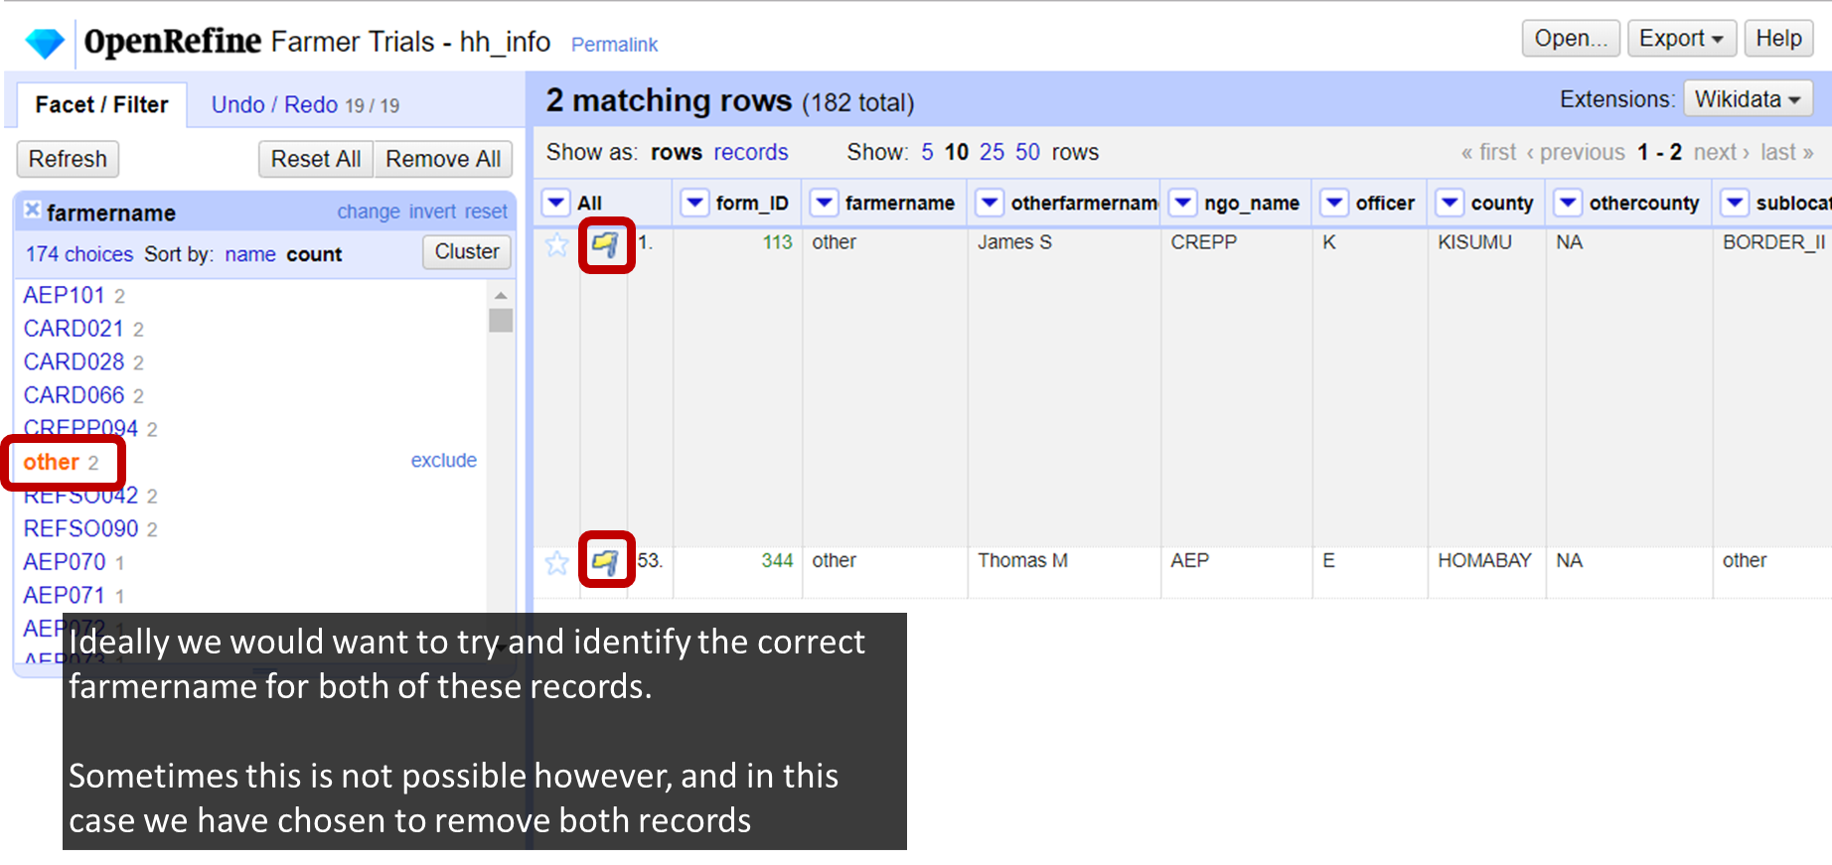 OpenRefine Farmer Trials - hh_info Permalink
Open... Export Help
Facet / Filter Undo / Redo 19 / 19
2 matching rows (182 total)
Extensions: Wikidata
Refresh Reset All Remove All
Show as: rows records Show: 5 10 25 50 rows
« first ‹ previous 1 - 2 next › last »
farmername change invert reset
174 choices Sort by: name count Cluster
AEP101 2
CARD021 2
CARD028 2
CARD066 2
CREPP094 2
other 2 exclude
REFSO042 2
REFSO090 2
AEP070 1
AEP071 1
AEP072 1
AEP073 1
All form_ID farmername otherfarmernam ngo_name officer county othercounty sublocat
1. 113 other James S CREPP K KISUMU NA BORDER_II
53. 344 other Thomas M AEP E HOMABAY NA other
Ideally we would want to try and identify the correct
farmername for both of these records.
Sometimes this is not possible however, and in this
case we have chosen to remove both records